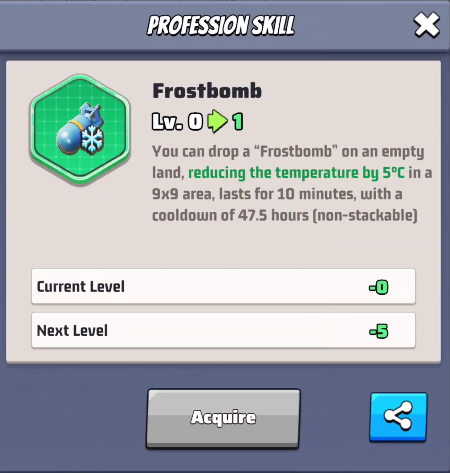 PROFESSION SKILL
Frostbomb
Lv. 0 1
You can drop a “Frostbomb” on an empty
land, reducing the temperature by 5°C in a
9x9 area, lasts for 10 minutes, with a
cooldown of 47.5 hours (non-stackable)
Current Level -0
Next Level -5
Acquire